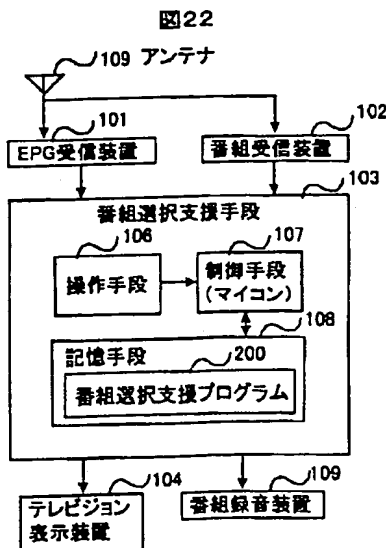 図22
109 アンテナ
101
102
EPG受信装置
番組受信装置
103
番組選択支援手段
106
107
操作手段
制御手段
(マイコン)
108
記憶手段
200
番組選択支援プログラム
104
109
テレビジョン
表示装置
番組録音装置